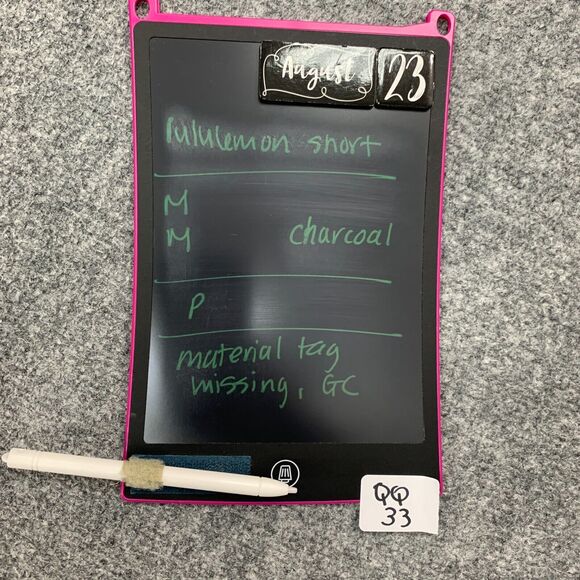 August 23
lululemon short
M
M charcoal
P
material tag
missing, GC
QQ
33